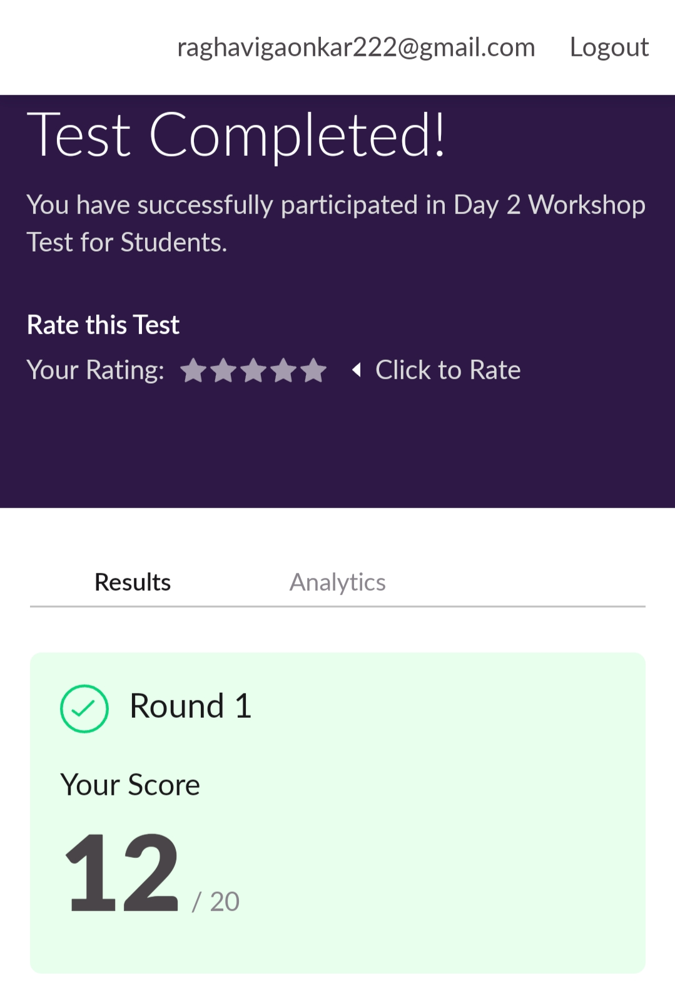 raghavigaonkar222@gmail.com Logout
Test Completed!
You have successfully participated in Day 2 Workshop
Test for Students.
Rate this Test
Your Rating: Click to Rate
Results Analytics
Round 1
Your Score
12 / 20